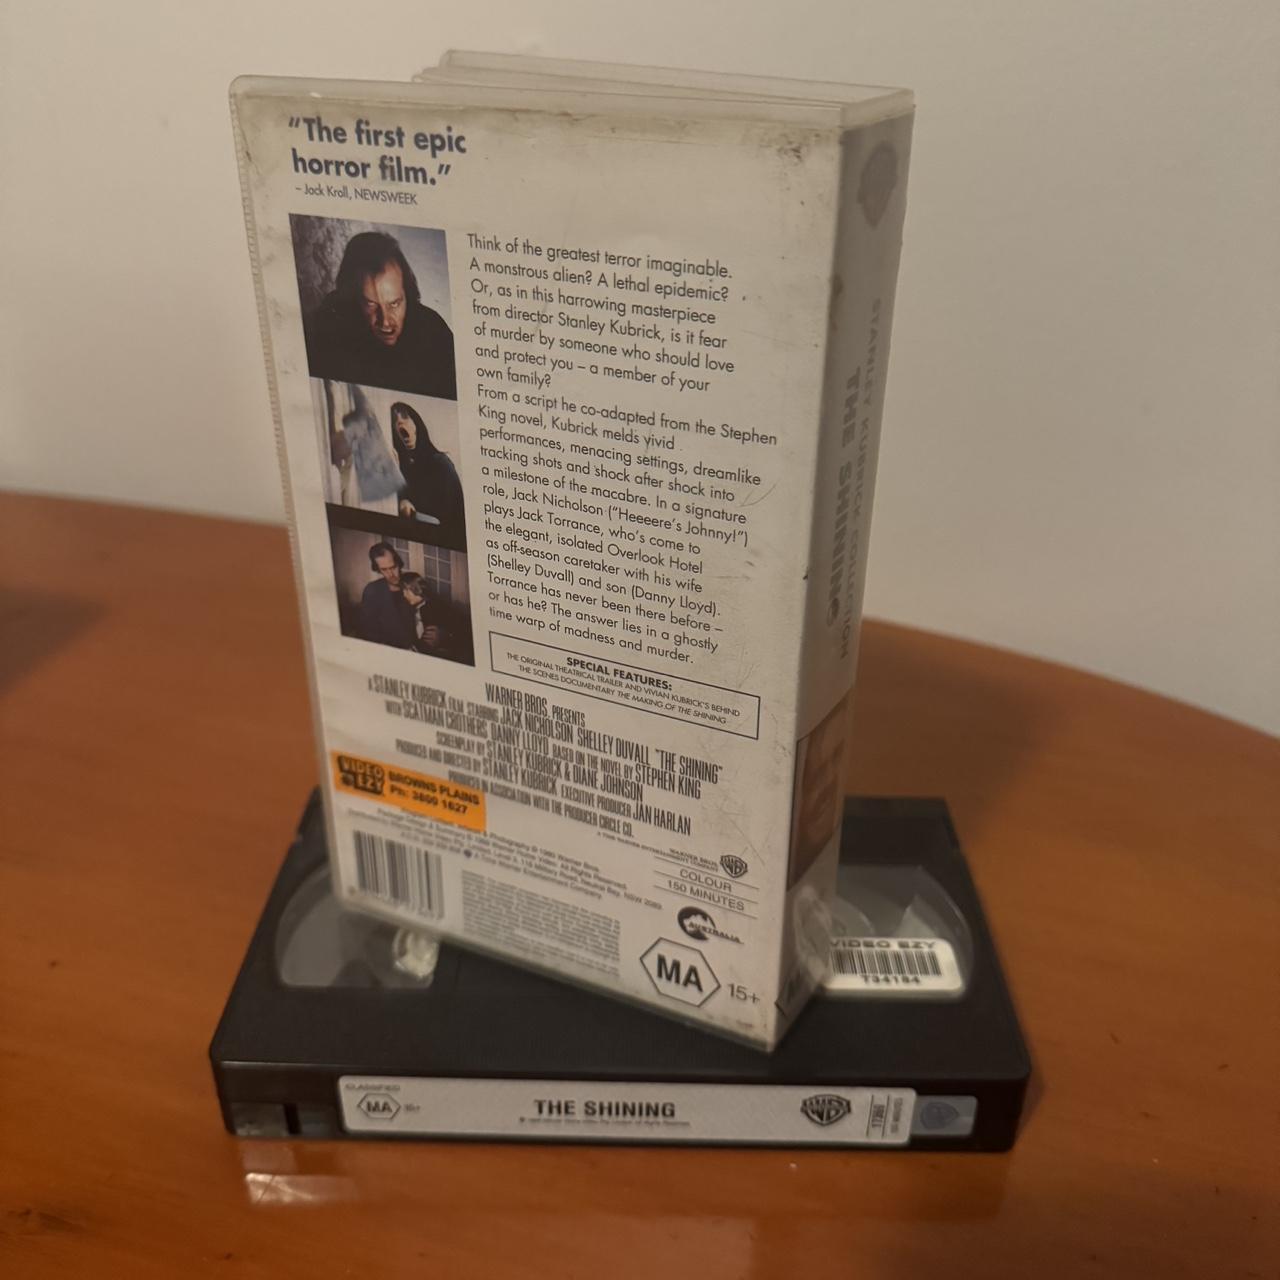 “The first epic
horror film.”
– Jack Kroll, NEWSWEEK
Think of the greatest terror imaginable.
A monstrous alien? A lethal epidemic?
Or, as in this harrowing masterpiece
from director Stanley Kubrick, is it fear
of murder by someone who should love
and protect you – a member of your
own family?
From a script he co-adapted from the Stephen
King novel, Kubrick melds vivid
performances, menacing settings, dreamlike
tracking shots and shock after shock into
a milestone of the macabre. In a signature
role, Jack Nicholson (“Heeeere’s Johnny!”)
plays Jack Torrance, who’s come to
the elegant, isolated Overlook Hotel
as off-season caretaker with his wife
(Shelley Duvall) and son (Danny Lloyd).
Torrance has never been there before –
or has he? The answer lies in a ghostly
time warp of madness and murder.
SPECIAL FEATURES:
THE ORIGINAL THEATRICAL TRAILER AND VIVIAN KUBRICK'S BEHIND
THE SCENES DOCUMENTARY THE MAKING OF THE SHINING
WARNER BROS. PRESENTS
A STANLEY KUBRICK FILM STARRING JACK NICHOLSON SHELLEY DUVALL "THE SHINING"
WITH SCATMAN CROTHERS DANNY LLOYD BASED ON THE NOVEL BY STEPHEN KING
SCREENPLAY BY STANLEY KUBRICK & DIANE JOHNSON
PRODUCED AND DIRECTED BY STANLEY KUBRICK EXECUTIVE PRODUCER JAN HARLAN
PRODUCED IN ASSOCIATION WITH THE PRODUCER CIRCLE CO.
VIDEO EZY
BROWNS PLAINS
Ph: 3809 1627
WARNER BROS.
COLOUR
150 MINUTES
AUSTRALIA
MA 15+
STANLEY KUBRICK COLLECTION
THE SHINING
VIDEO EZY
T34184
CLASSIFIED
MA 15+
THE SHINING
17369